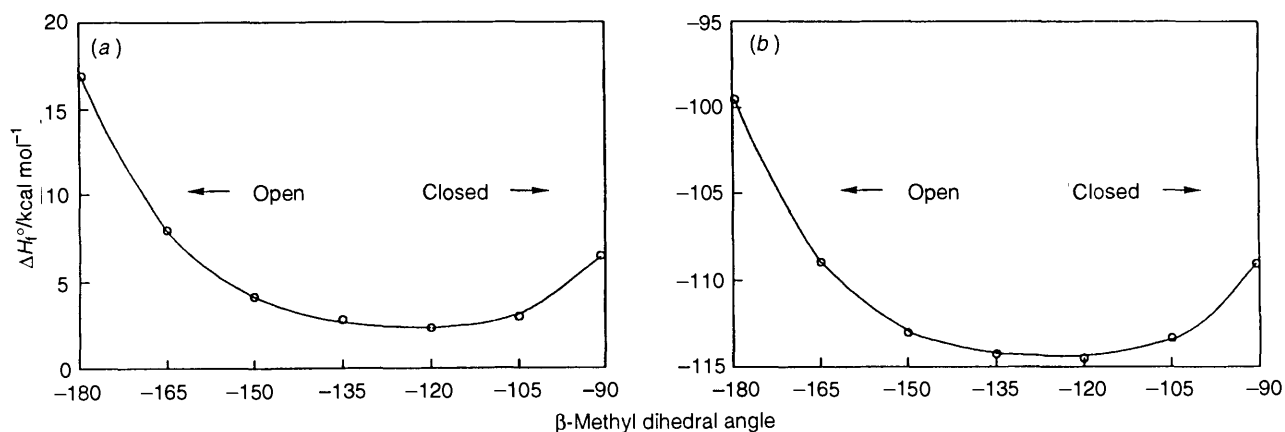 (a)
20
15
10
5
0
ΔHf°/kcal mol⁻¹
← Open Closed →
−180 −165 −150 −135 −120 −105 −90
(b)
−95
−100
−105
−110
−115
← Open Closed →
−180 −165 −150 −135 −120 −105 −90
β-Methyl dihedral angle